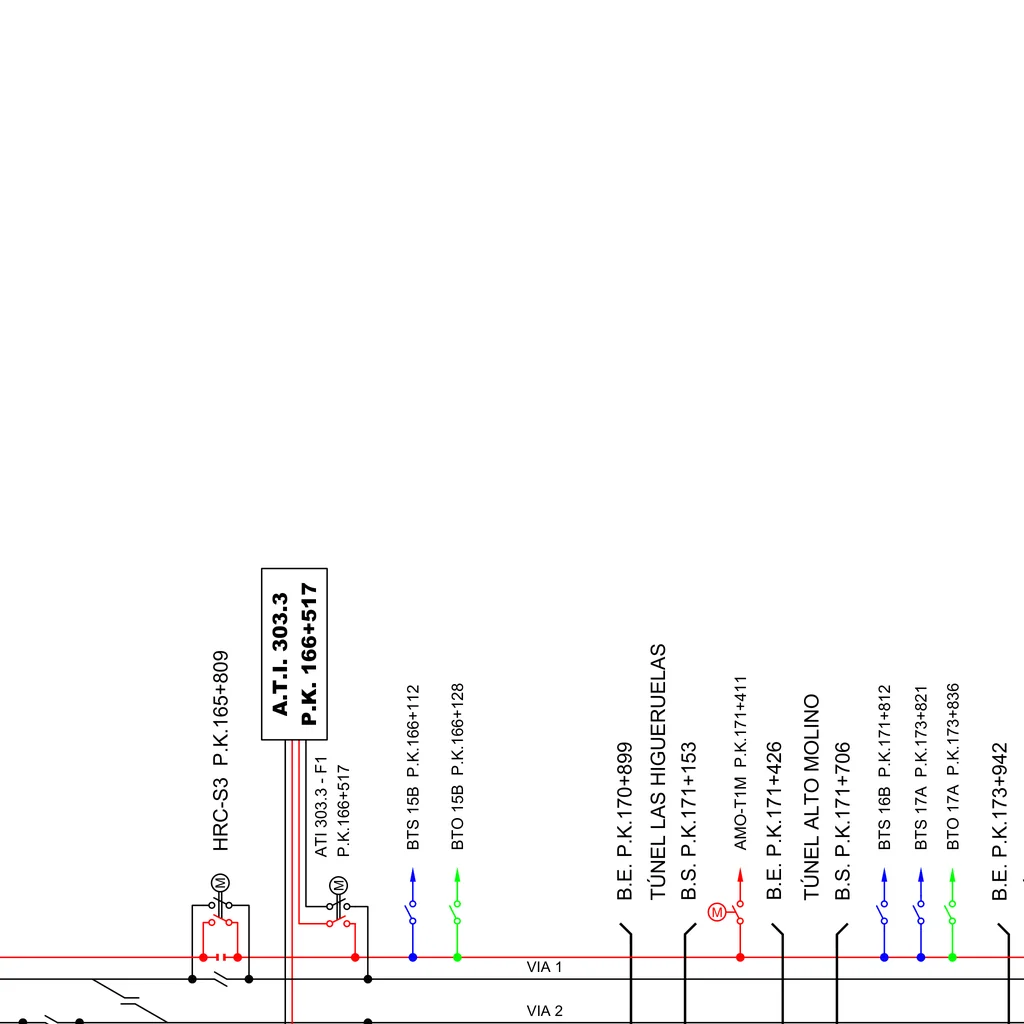 HRC-S3 P.K.165+809
A.T.I. 303.3
P.K. 166+517
ATI 303.3 - F1
P.K.166+517
BTS 15B P.K.166+112
BTO 15B P.K.166+128
B.E. P.K.170+899
TÚNEL LAS HIGUERUELAS
B.S. P.K.171+153
AMO-T1M P.K.171+411
B.E. P.K.171+426
TÚNEL ALTO MOLINO
B.S. P.K.171+706
BTS 16B P.K.171+812
BTS 17A P.K.173+821
BTO 17A P.K.173+836
B.E. P.K.173+942
M
M
M
VIA 1
VIA 2